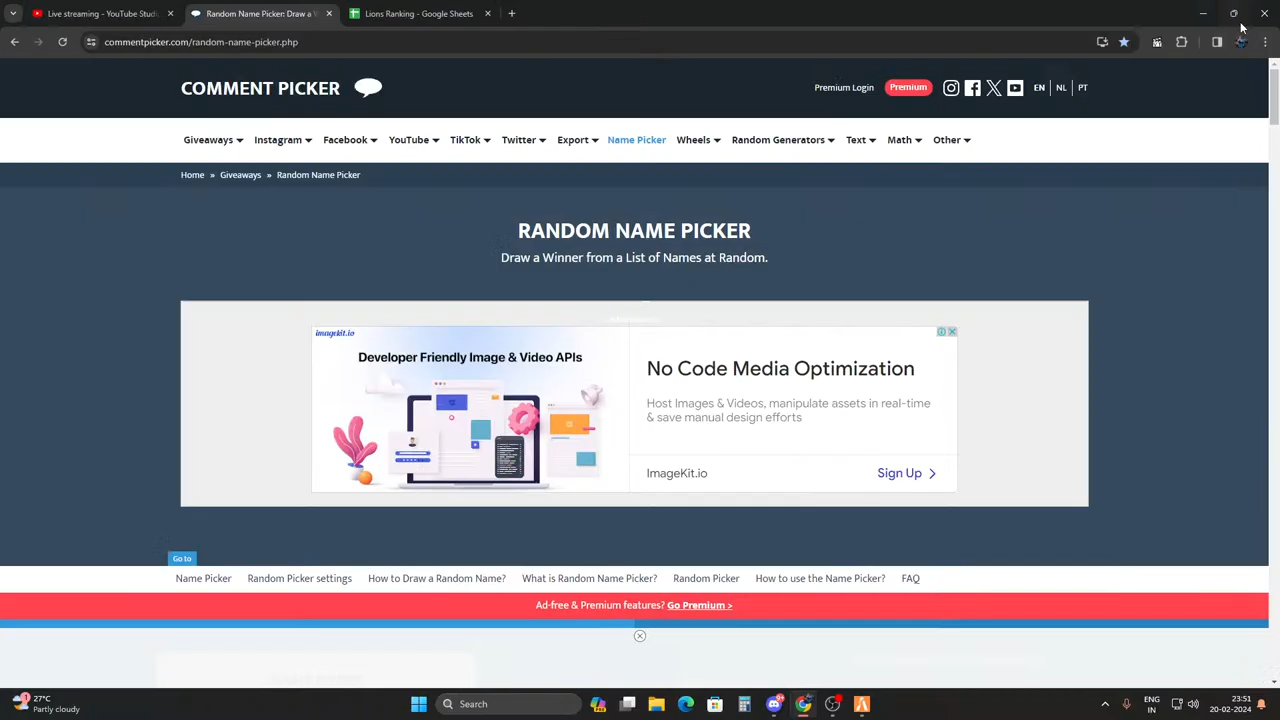 Live streaming - YouTube Stud
Comment Picker: Draw a W
Lions Ranking - Google Sheets
commentpicker.com/random-name-picker.php
COMMENT PICKER
Premium Login
Premium
EN
NL
PT
Giveaways
Instagram
Facebook
YouTube
TikTok
Twitter
Export
Name Picker
Wheels
Random Generators
Text
Math
Other
Home » Giveaways » Random Name Picker
RANDOM NAME PICKER
Draw a Winner from a List of Names at Random.
imagekit.io
Developer Friendly Image & Video APIs
No Code Media Optimization
Host Images & Videos, manipulate assets in real-time
& save manual design efforts
ImageKit.io
Sign Up
Go to
Name Picker
Random Picker settings
How to Draw a Random Name?
What is Random Name Picker?
Random Picker
How to use the Name Picker?
FAQ
Ad-free & Premium features? Go Premium >
27°C
Partly cloudy
Search
ENG
IN
23:51
20-02-2024